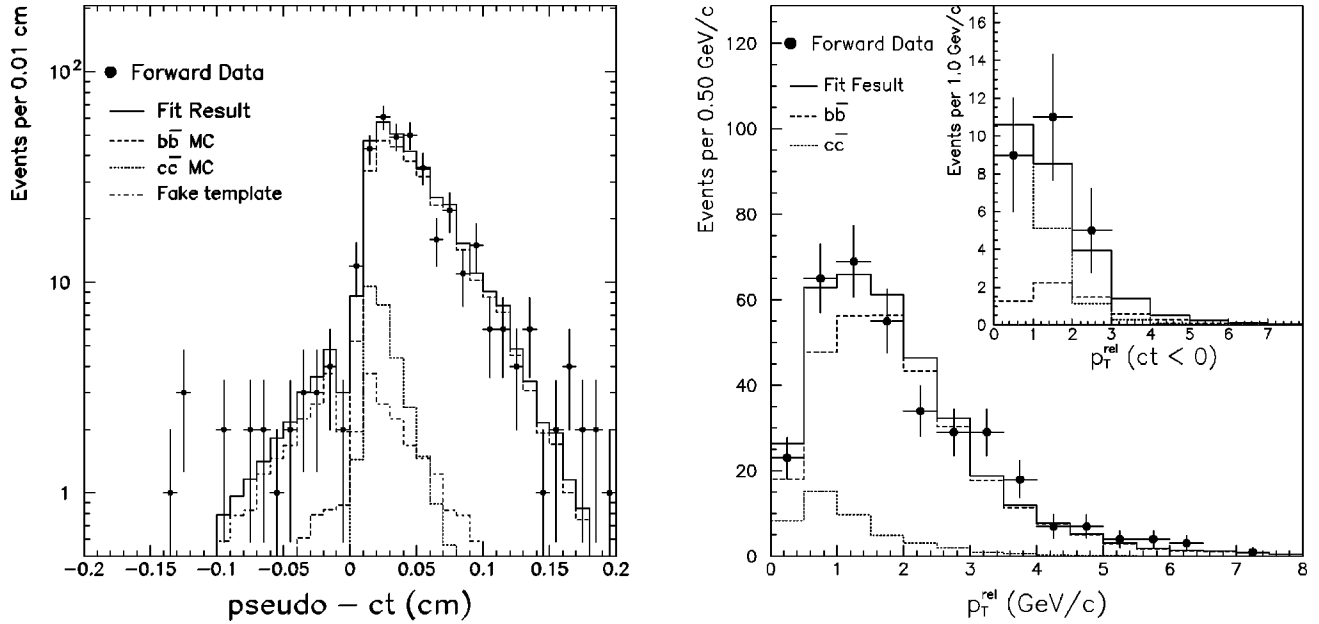 Events per 0.01 cm
10²
10
1
Forward Data
Fit Result
bb̅ MC
cc̅ MC
Fake template
−0.2 −0.15 −0.1 −0.05 0 0.05 0.1 0.15 0.2
pseudo − ct (cm)
Events per 0.50 GeV/c
120
100
80
60
40
20
0
Forward Data
Fit Fesult
bb̅
cc̅
0 1 2 3 4 5 6 7 8
p_T^rel (GeV/c)
Events per 1.0 Gev/c
16
14
12
10
8
6
4
2
0
0 1 2 3 4 5 6 7
p_T^rel (ct < 0)